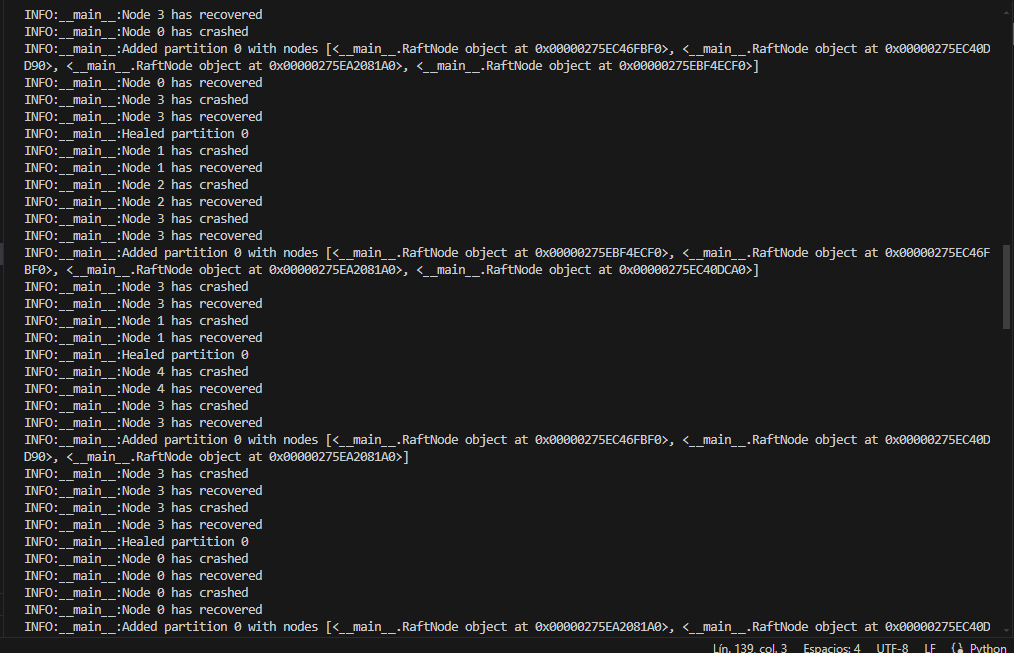 INFO:__main__:Node 3 has recovered
INFO:__main__:Node 0 has crashed
INFO:__main__:Added partition 0 with nodes [<__main__.RaftNode object at 0x00000275EC46FBF0>, <__main__.RaftNode object at 0x00000275EC40D
D90>, <__main__.RaftNode object at 0x00000275EA2081A0>, <__main__.RaftNode object at 0x00000275EBF4ECF0>]
INFO:__main__:Node 0 has recovered
INFO:__main__:Node 3 has crashed
INFO:__main__:Node 3 has recovered
INFO:__main__:Healed partition 0
INFO:__main__:Node 1 has crashed
INFO:__main__:Node 1 has recovered
INFO:__main__:Node 2 has crashed
INFO:__main__:Node 2 has recovered
INFO:__main__:Node 3 has crashed
INFO:__main__:Node 3 has recovered
INFO:__main__:Added partition 0 with nodes [<__main__.RaftNode object at 0x00000275EBF4ECF0>, <__main__.RaftNode object at 0x00000275EC46F
BF0>, <__main__.RaftNode object at 0x00000275EA2081A0>, <__main__.RaftNode object at 0x00000275EC40DCA0>]
INFO:__main__:Node 3 has crashed
INFO:__main__:Node 3 has recovered
INFO:__main__:Node 1 has crashed
INFO:__main__:Node 1 has recovered
INFO:__main__:Healed partition 0
INFO:__main__:Node 4 has crashed
INFO:__main__:Node 4 has recovered
INFO:__main__:Node 3 has crashed
INFO:__main__:Node 3 has recovered
INFO:__main__:Added partition 0 with nodes [<__main__.RaftNode object at 0x00000275EC46FBF0>, <__main__.RaftNode object at 0x00000275EC40D
D90>, <__main__.RaftNode object at 0x00000275EA2081A0>]
INFO:__main__:Node 3 has crashed
INFO:__main__:Node 3 has recovered
INFO:__main__:Node 3 has crashed
INFO:__main__:Node 3 has recovered
INFO:__main__:Healed partition 0
INFO:__main__:Node 0 has crashed
INFO:__main__:Node 0 has recovered
INFO:__main__:Node 0 has crashed
INFO:__main__:Node 0 has recovered
INFO:__main__:Added partition 0 with nodes [<__main__.RaftNode object at 0x00000275EA2081A0>, <__main__.RaftNode object at 0x00000275EC40D
Lín. 139, col. 3 Espacios: 4 UTF-8 LF Python